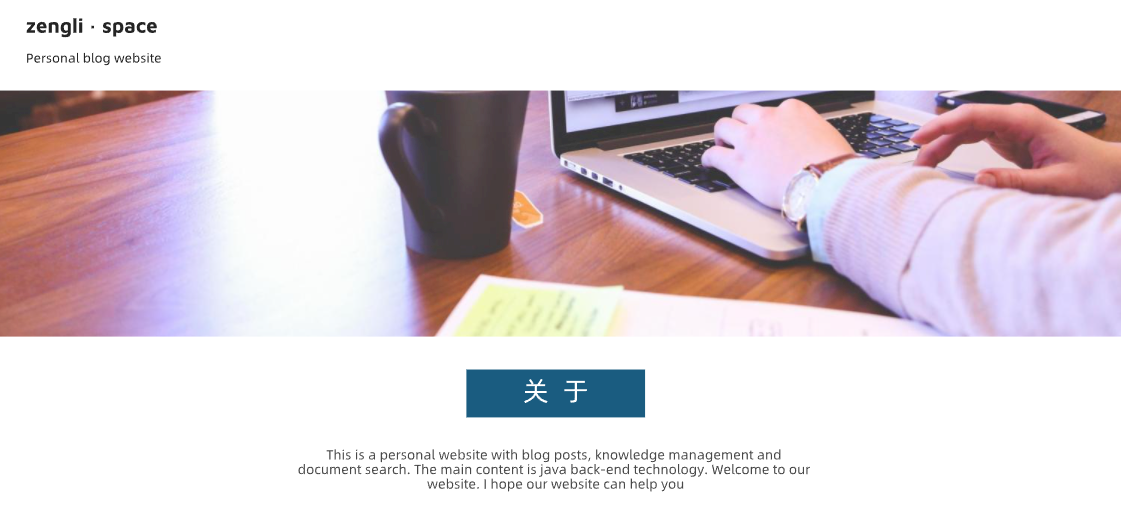 zengli · space
Personal blog website
关 于
This is a personal website with blog posts, knowledge management and
document search. The main content is java back-end technology. Welcome to our
website. I hope our website can help you